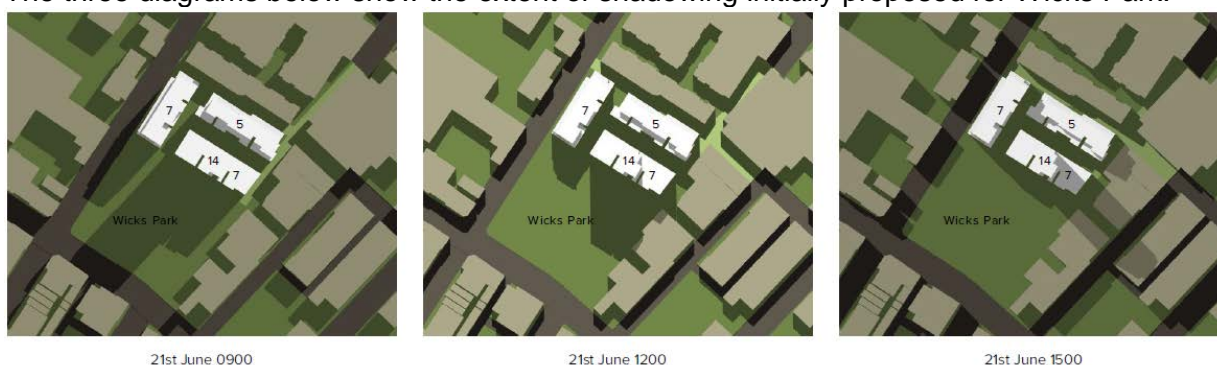 The three diagrams below show the extent of shadowing initially proposed for Wicks Park.
7
5
14
7
Wicks Park
7
5
14
7
Wicks Park
7
5
14
7
Wicks Park
21st June 0900
21st June 1200
21st June 1500